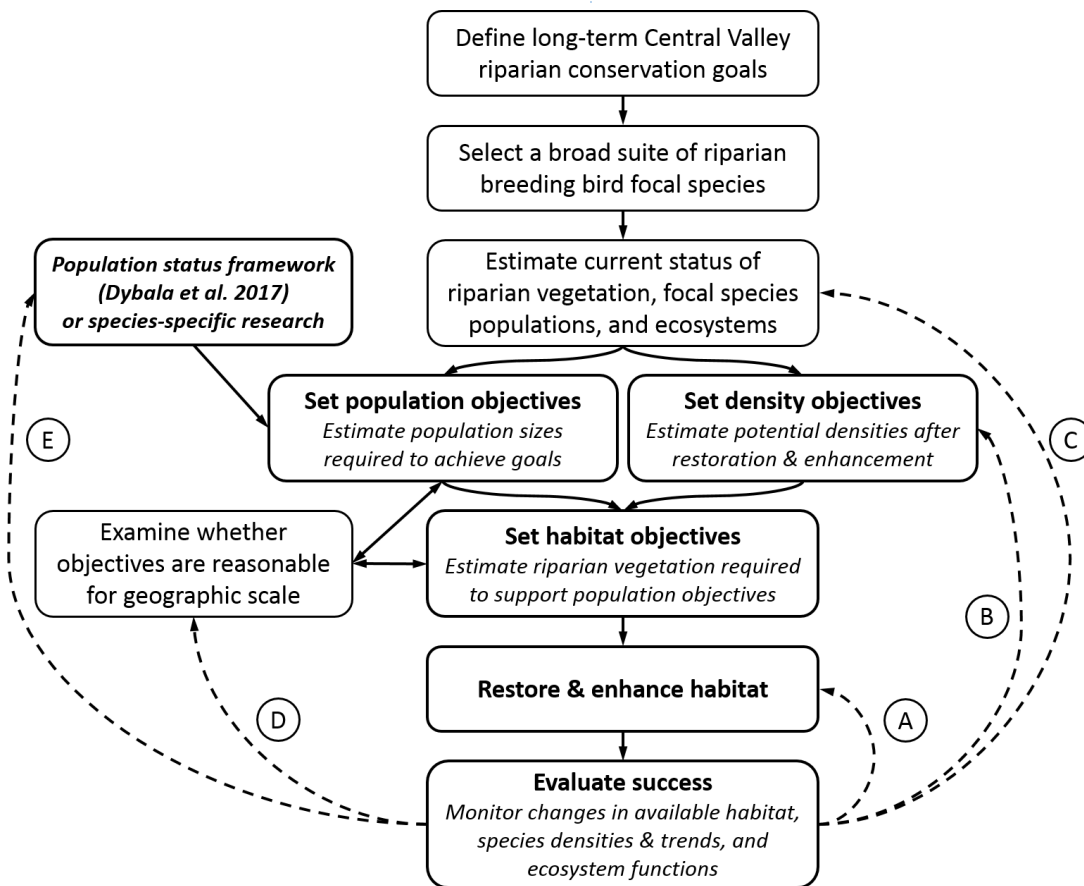 Define long-term Central Valley
riparian conservation goals
Select a broad suite of riparian
breeding bird focal species
Population status framework
(Dybala et al. 2017)
or species-specific research
Estimate current status of
riparian vegetation, focal species
populations, and ecosystems
Set population objectives
Estimate population sizes
required to achieve goals
Set density objectives
Estimate potential densities after
restoration & enhancement
E
C
Examine whether
objectives are reasonable
for geographic scale
Set habitat objectives
Estimate riparian vegetation required
to support population objectives
B
Restore & enhance habitat
D
A
Evaluate success
Monitor changes in available habitat,
species densities & trends, and
ecosystem functions